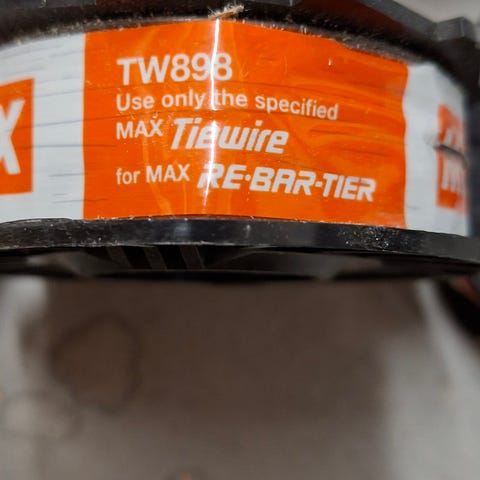 TW898
Use only the specified
MAX Tiewire
for MAX RE·BAR-TIER